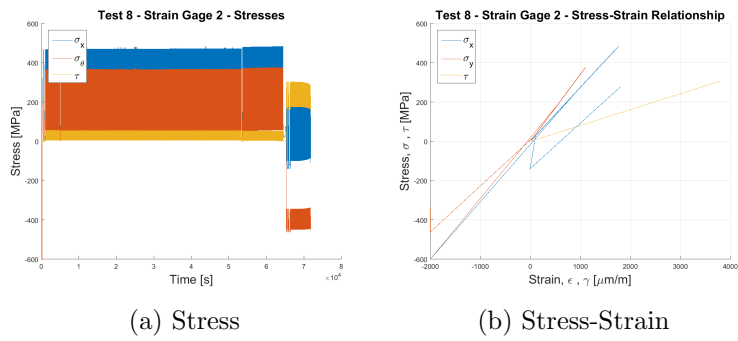 Test 8 - Strain Gage 2 - Stresses
600
400
200
0
-200
-400
-600
Stress [MPa]
σx
σθ
τ
0 1 2 3 4 5 6 7 8
×10^4
Time [s]
(a) Stress
Test 8 - Strain Gage 2 - Stress-Strain Relationship
600
400
200
0
-200
-400
-600
Stress, σ , τ [MPa]
σx
σy
τ
-2000 -1000 0 1000 2000 3000 4000
Strain, ϵ , γ [μm/m]
(b) Stress-Strain